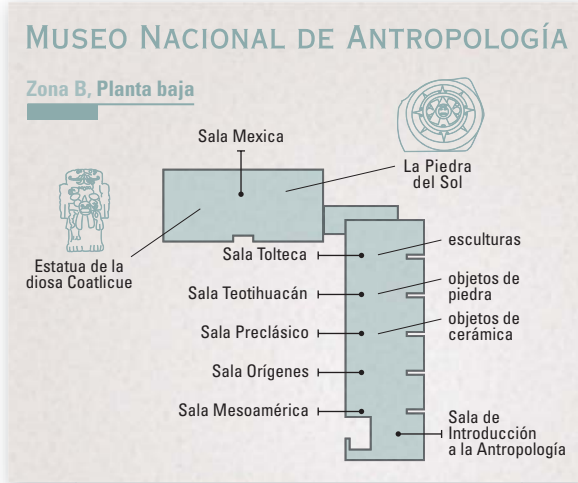 MUSEO NACIONAL DE ANTROPOLOGÍA
Zona B, Planta baja
Sala Mexica
La Piedra
del Sol
Estatua de la
diosa Coatlicue
Sala Tolteca
esculturas
Sala Teotihuacán
objetos de
piedra
Sala Preclásico
objetos de
cerámica
Sala Orígenes
Sala Mesoamérica
Sala de
Introducción
a la Antropología